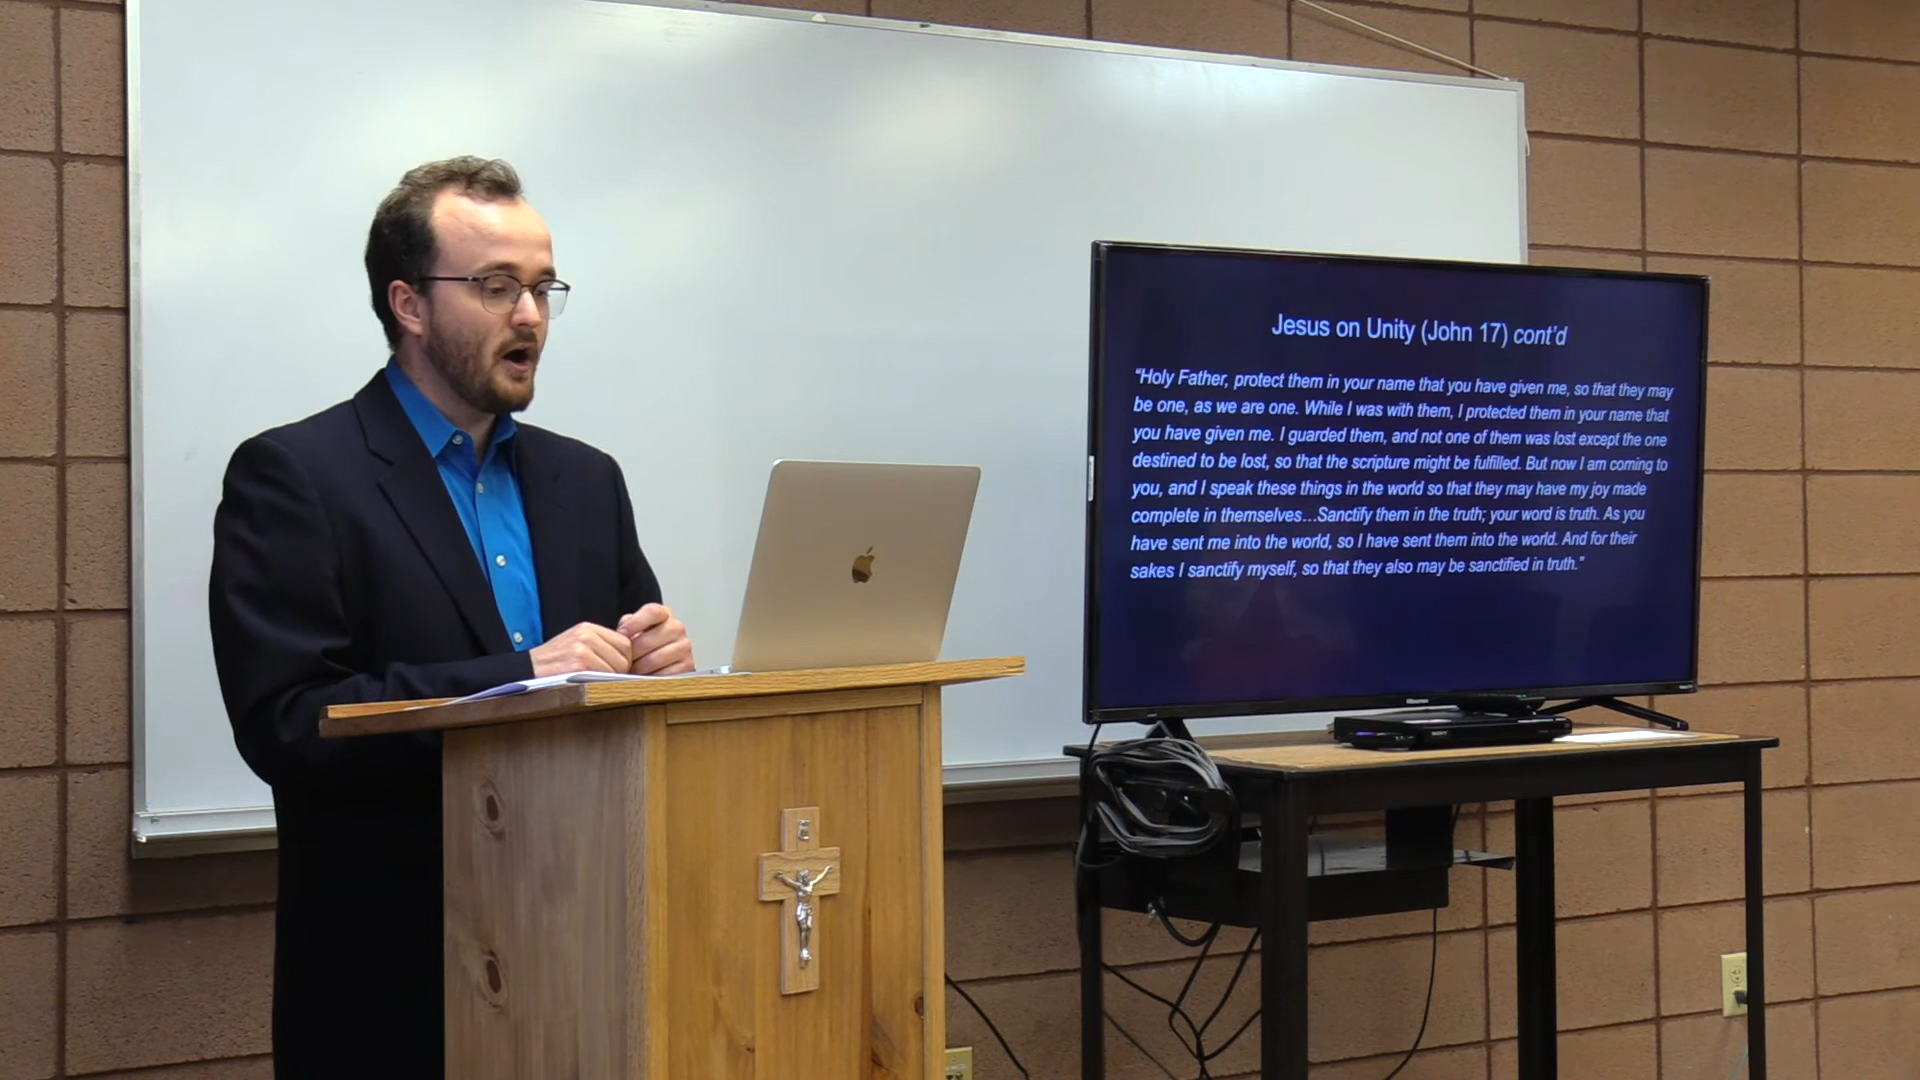 Jesus on Unity (John 17) cont'd
“Holy Father, protect them in your name that you have given me, so that they may
be one, as we are one. While I was with them, I protected them in your name that
you have given me. I guarded them, and not one of them was lost except the one
destined to be lost, so that the scripture might be fulfilled. But now I am coming to
you, and I speak these things in the world so that they may have my joy made
complete in themselves…Sanctify them in the truth; your word is truth. As you
have sent me into the world, so I have sent them into the world. And for their
sakes I sanctify myself, so that they also may be sanctified in truth.”
Hisense
SONY